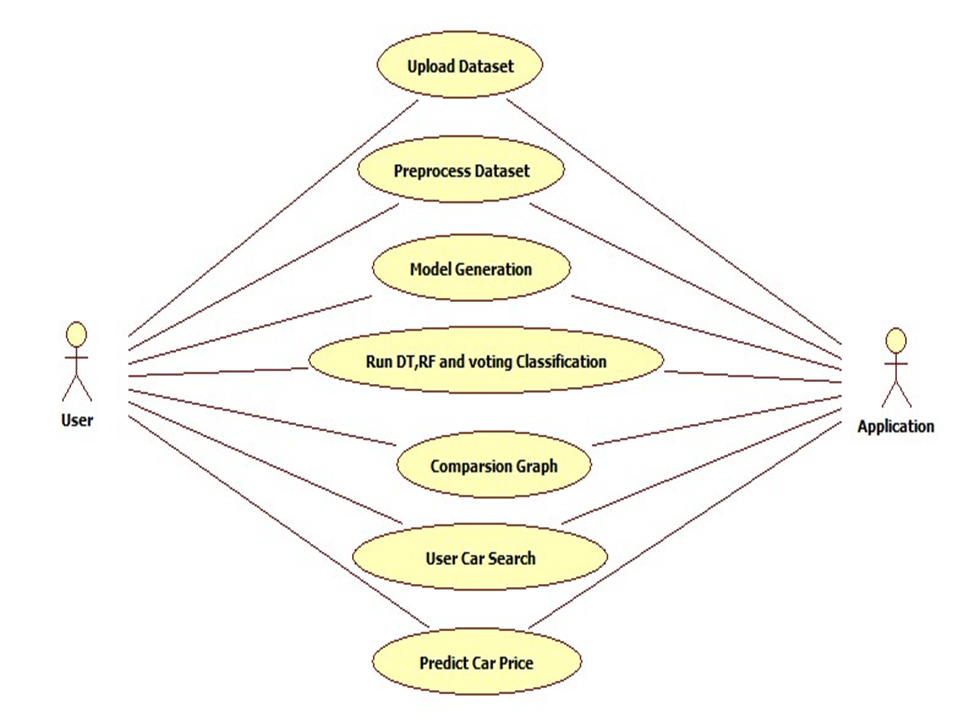 Upload Dataset
Preprocess Dataset
Model Generation
Run DT,RF and voting Classification
User
Application
Comparsion Graph
User Car Search
Predict Car Price